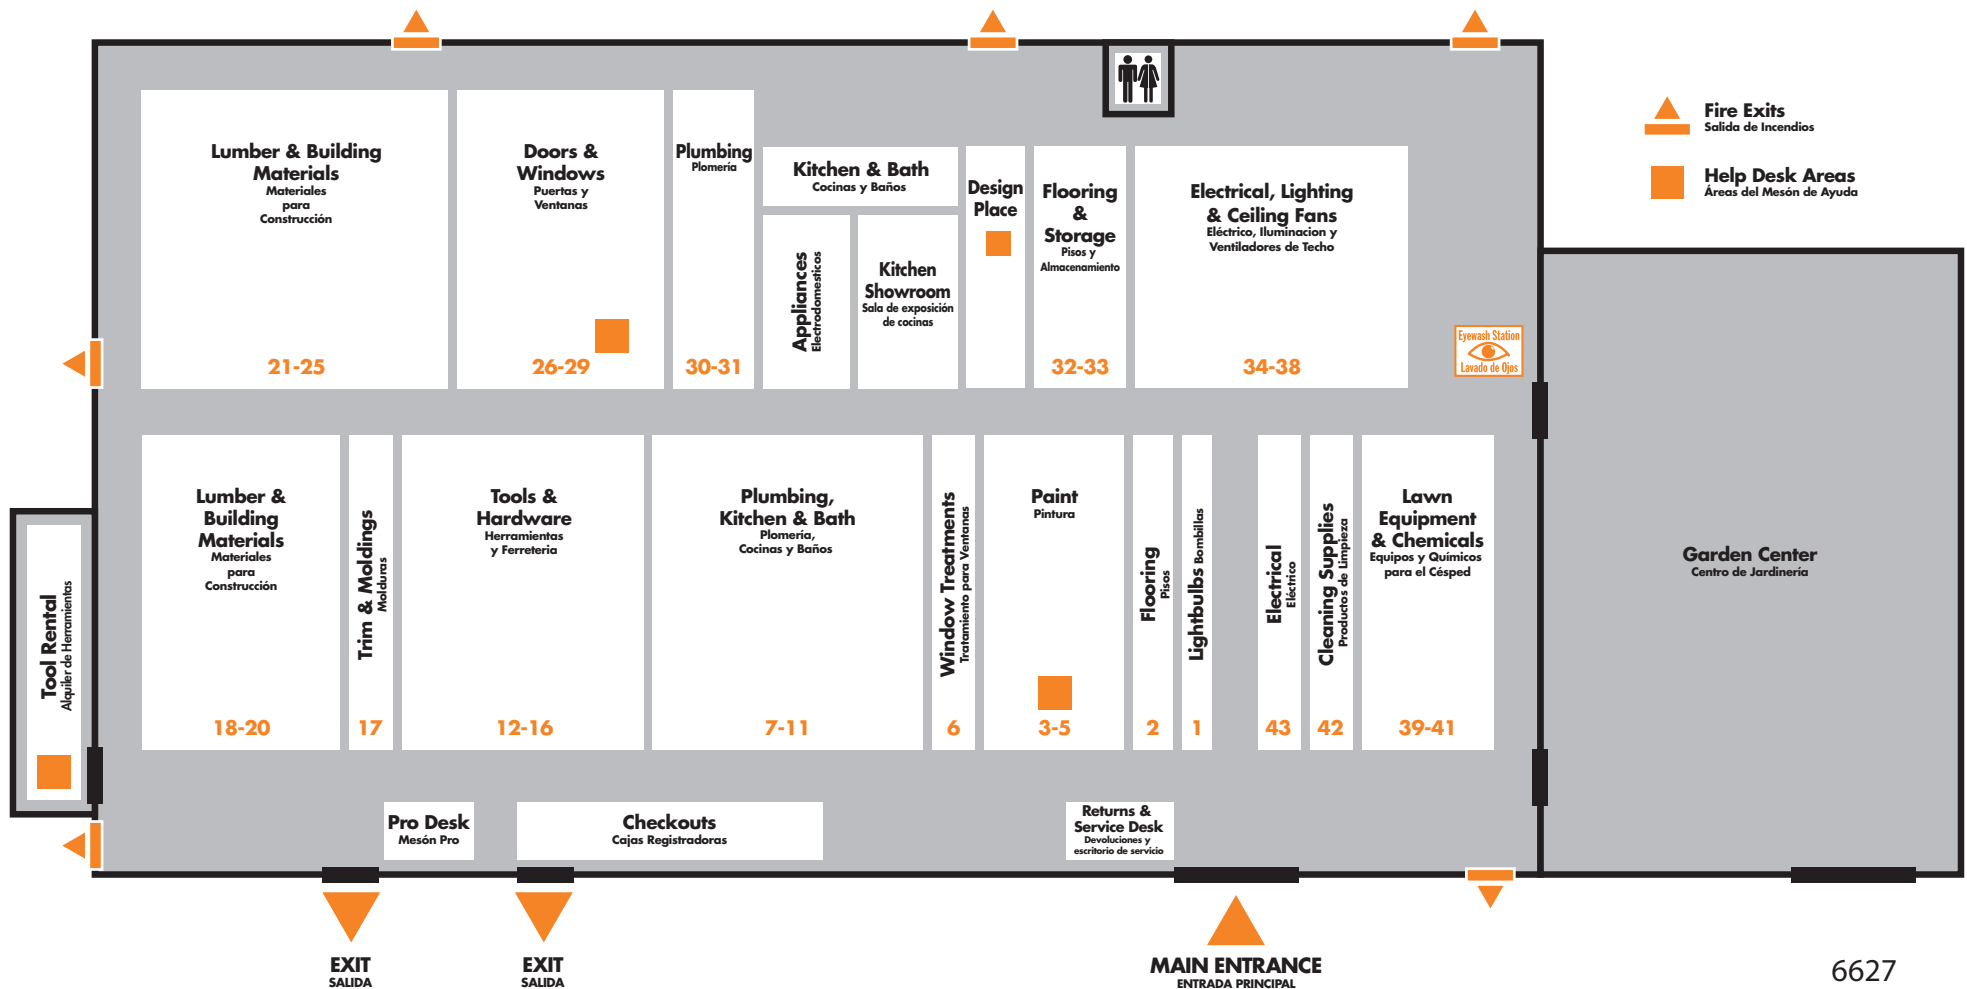 Fire Exits
Salida de Incendios
Help Desk Areas
Áreas del Mesón de Ayuda
Lumber & Building
Materials
Materiales
para
Construcción
21-25
Doors &
Windows
Puertas y
Ventanas
26-29
Plumbing
Plomería
30-31
Kitchen & Bath
Cocinas y Baños
Appliances
Electrodomesticos
Kitchen
Showroom
Sala de exposición
de cocinas
Design
Place
Flooring
&
Storage
Pisos y
Almacenamiento
32-33
Electrical, Lighting
& Ceiling Fans
Eléctrico, Iluminacion y
Ventiladores de Techo
34-38
Eyewash Station
Lavado de Ojos
Tool Rental
Alquiler de Herramientas
Lumber &
Building
Materials
Materiales
para
Construcción
18-20
Trim & Moldings
Molduras
17
Tools &
Hardware
Herramientas
y Ferreteria
12-16
Plumbing,
Kitchen & Bath
Plomería,
Cocinas y Baños
7-11
Window Treatments
Tratamiento para Ventanas
6
Paint
Pintura
3-5
Flooring
Pisos
2
Lightbulbs Bombillas
1
Electrical
Eléctrico
43
Cleaning Supplies
Productos de Limpieza
42
Lawn
Equipment
& Chemicals
Equipos y Químicos
para el Césped
39-41
Garden Center
Centro de Jardinería
Pro Desk
Mesón Pro
Checkouts
Cajas Registradoras
Returns &
Service Desk
Devoluciones y
escritorio de servicio
EXIT
SALIDA
EXIT
SALIDA
MAIN ENTRANCE
ENTRADA PRINCIPAL
6627